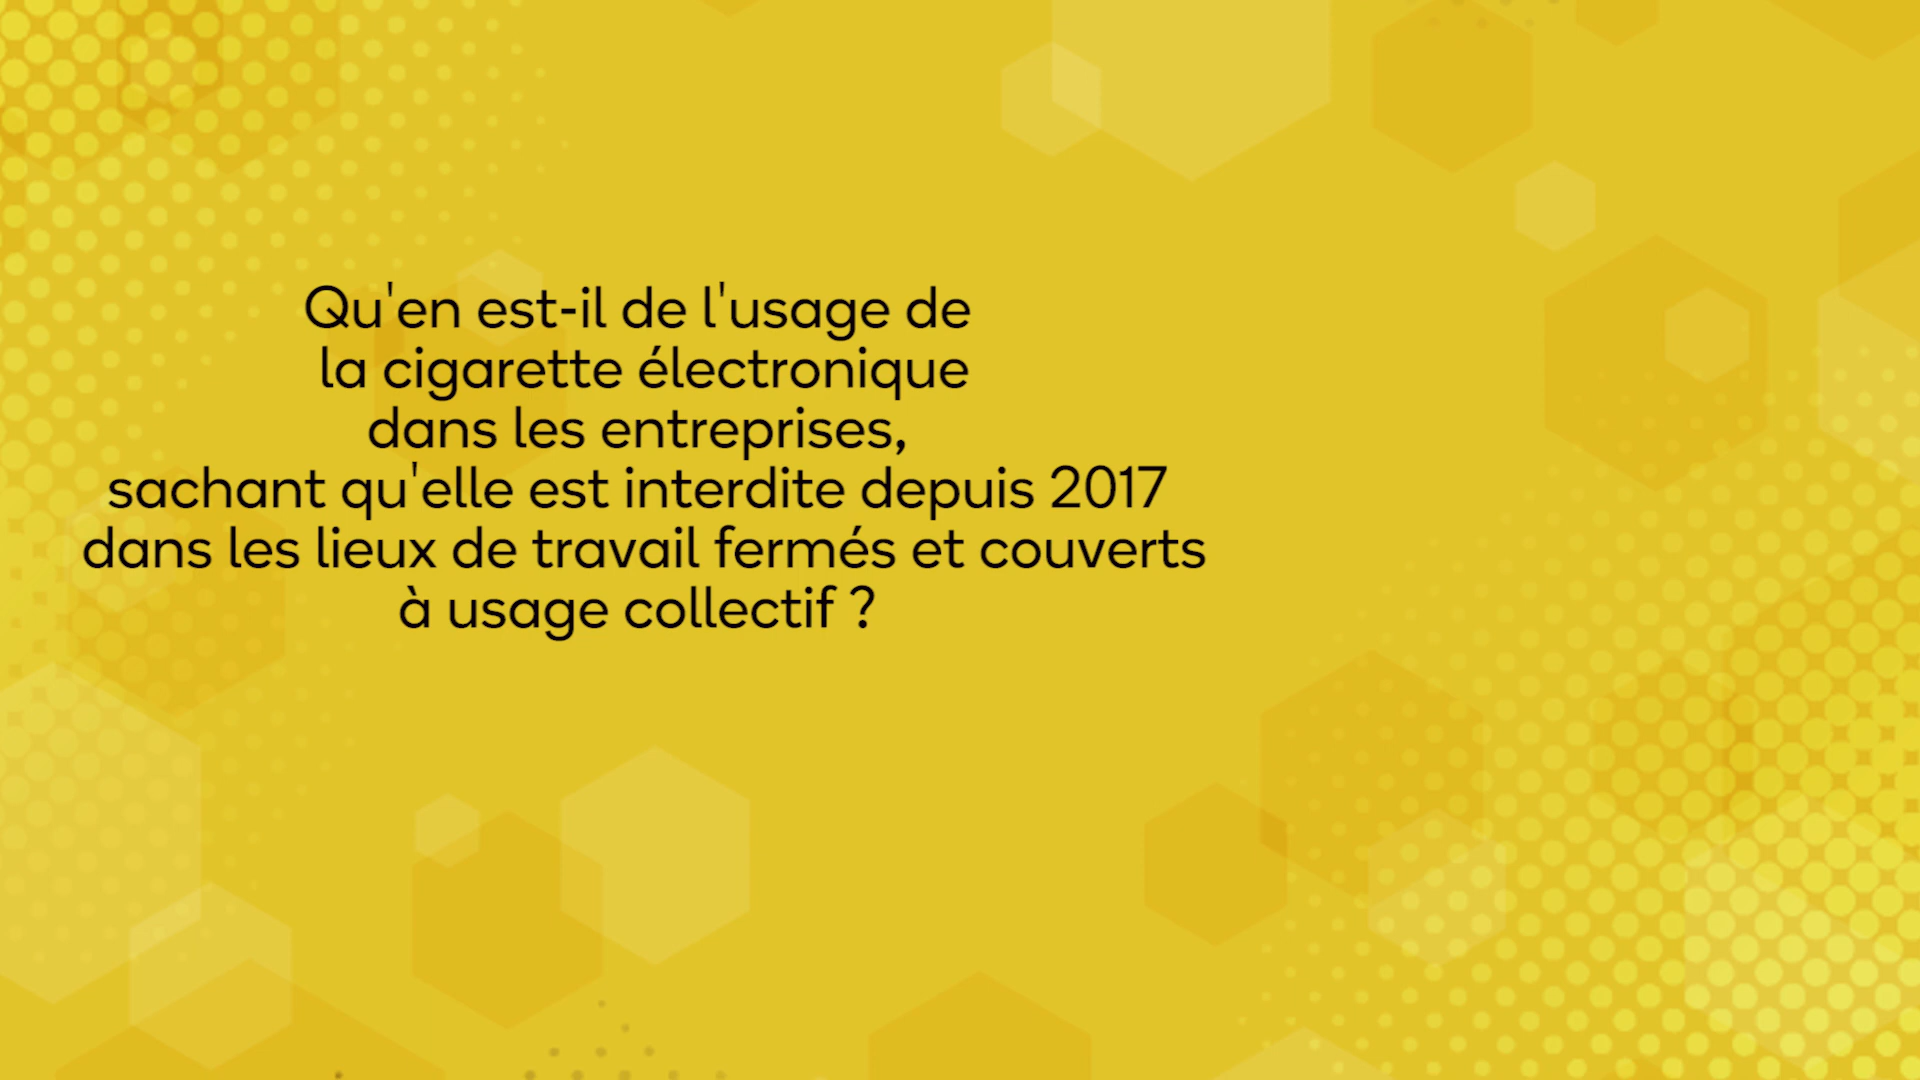 Qu'en est-il de l'usage de
la cigarette électronique
dans les entreprises,
sachant qu'elle est interdite depuis 2017
dans les lieux de travail fermés et couverts
à usage collectif ?